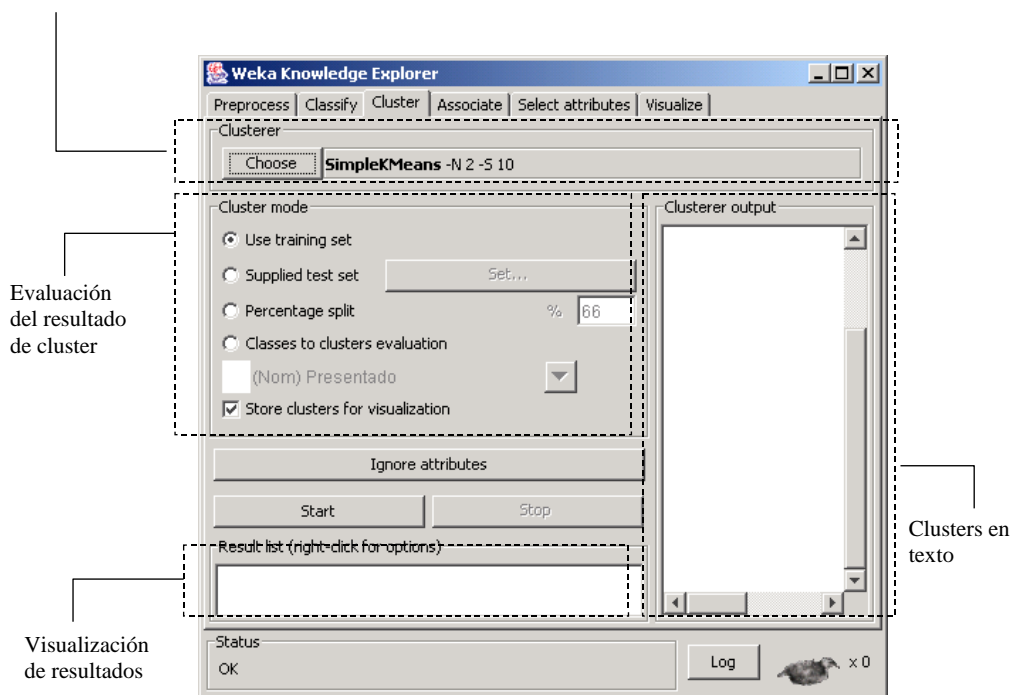 Weka Knowledge Explorer
Preprocess Classify Cluster Associate Select attributes Visualize
Clusterer
Choose SimpleKMeans -N 2 -S 10
Cluster mode
Use training set
Supplied test set Set...
Percentage split % 66
Classes to clusters evaluation
(Nom) Presentado
Store clusters for visualization
Ignore attributes
Start Stop
Result list (right-click for options)
Clusterer output
Status
OK
Log x 0
Evaluación
del resultado
de cluster
Visualización
de resultados
Clusters en
texto